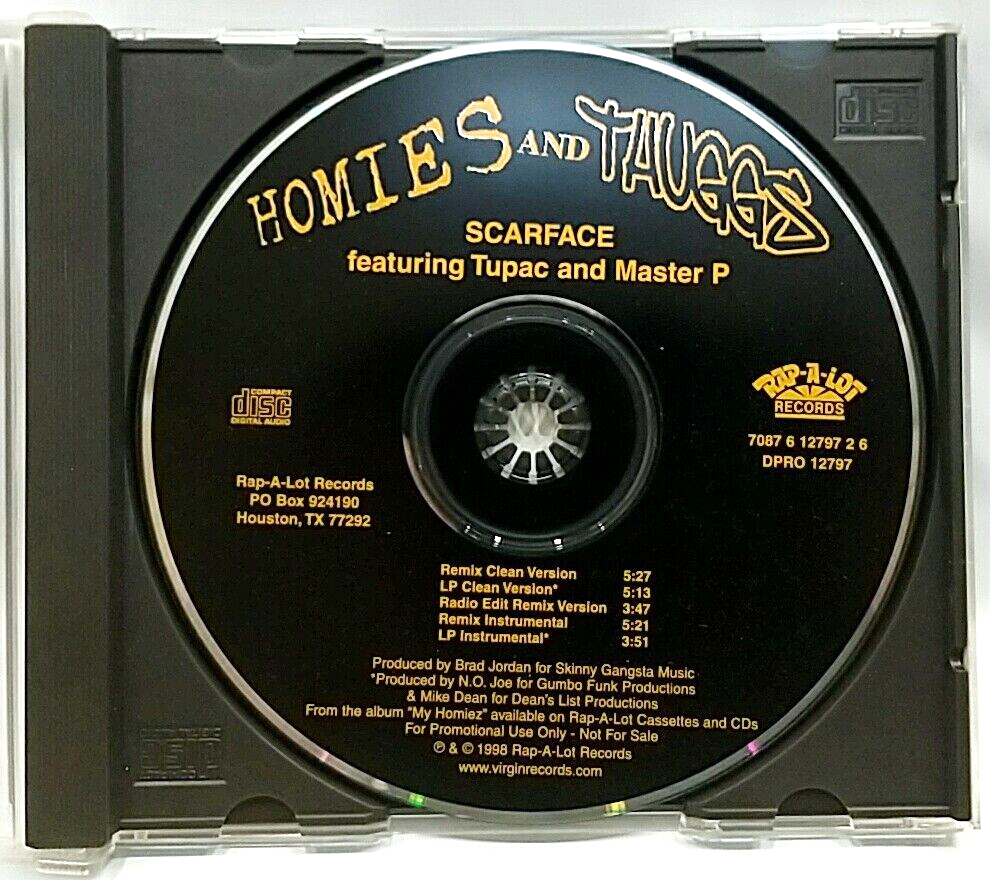 HOMIES AND TAUGGS
SCARFACE
featuring Tupac and Master P
COMPACT
disc
DIGITAL AUDIO
RAP-A-LOT
RECORDS
7087 6 12797 2 6
DPRO 12797
Rap-A-Lot Records
PO Box 924190
Houston, TX 77292
Remix Clean Version 5:27
LP Clean Version* 5:13
Radio Edit Remix Version 3:47
Remix Instrumental 5:21
LP Instrumental* 3:51
Produced by Brad Jordan for Skinny Gangsta Music
*Produced by N.O. Joe for Gumbo Funk Productions
& Mike Dean for Dean's List Productions
From the album "My Homiez" available on Rap-A-Lot Cassettes and CDs
For Promotional Use Only - Not For Sale
℗ & © 1998 Rap-A-Lot Records
www.virginrecords.com
disc